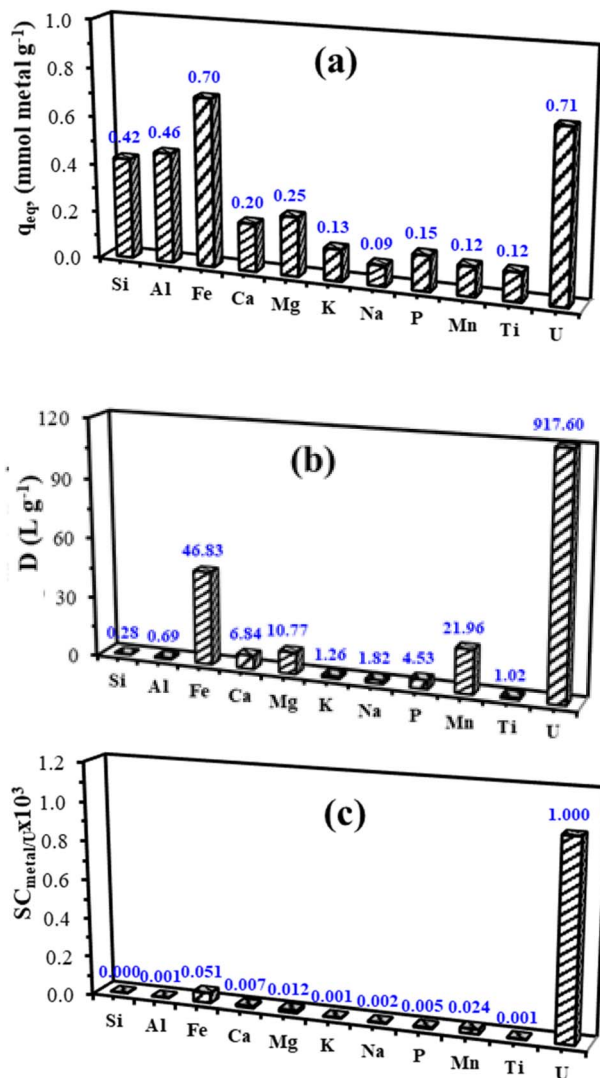 (a)
q_eq, (mmol metal g⁻¹)
1.0
0.8
0.6
0.4
0.2
0.0
0.42 0.46 0.70 0.20 0.25 0.13 0.09 0.15 0.12 0.12 0.71
Si Al Fe Ca Mg K Na P Mn Ti U
(b)
D (L g⁻¹)
120
90
60
30
0
0.28 0.69 46.83 6.84 10.77 1.26 1.82 4.53 21.96 1.02 917.60
Si Al Fe Ca Mg K Na P Mn Ti U
(c)
SC_metal/U x10³
1.2
1.0
0.8
0.6
0.4
0.2
0.0
0.000 0.001 0.051 0.007 0.012 0.001 0.002 0.005 0.024 0.001 1.000
Si Al Fe Ca Mg K Na P Mn Ti U